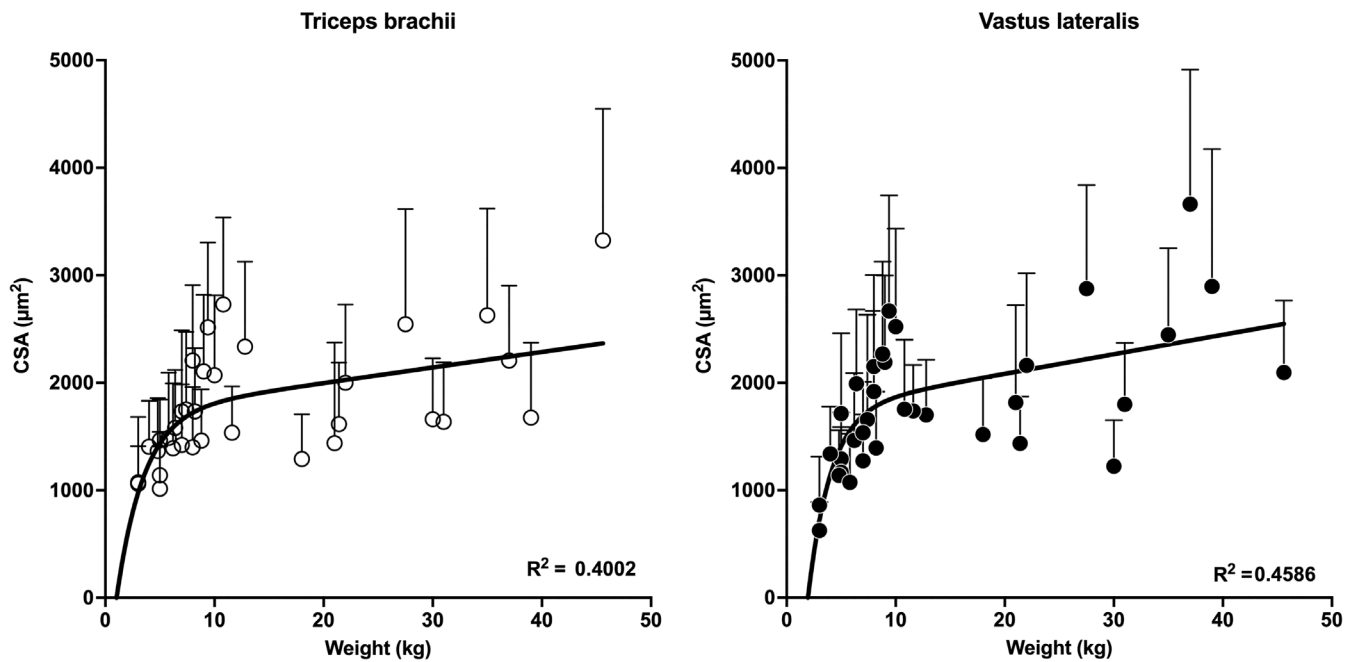 Triceps brachii
5000
4000
3000
2000
1000
0
CSA (µm²)
0 10 20 30 40 50
Weight (kg)
R² = 0.4002
Vastus lateralis
5000
4000
3000
2000
1000
0
CSA (µm²)
0 10 20 30 40 50
Weight (kg)
R² =0.4586